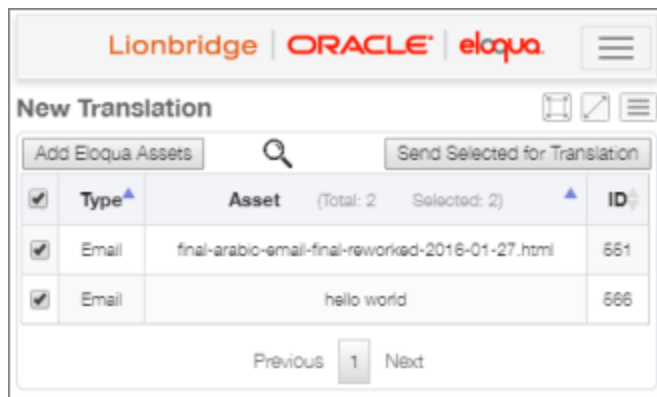 Lionbridge | ORACLE | eloqua.
New Translation
Add Eloqua Assets Send Selected for Translation
Type Asset (Total: 2 Selected: 2) ID
Email final-arabic-email-final-reworked-2016-01-27.html 551
Email hello world 566
Previous 1 Next